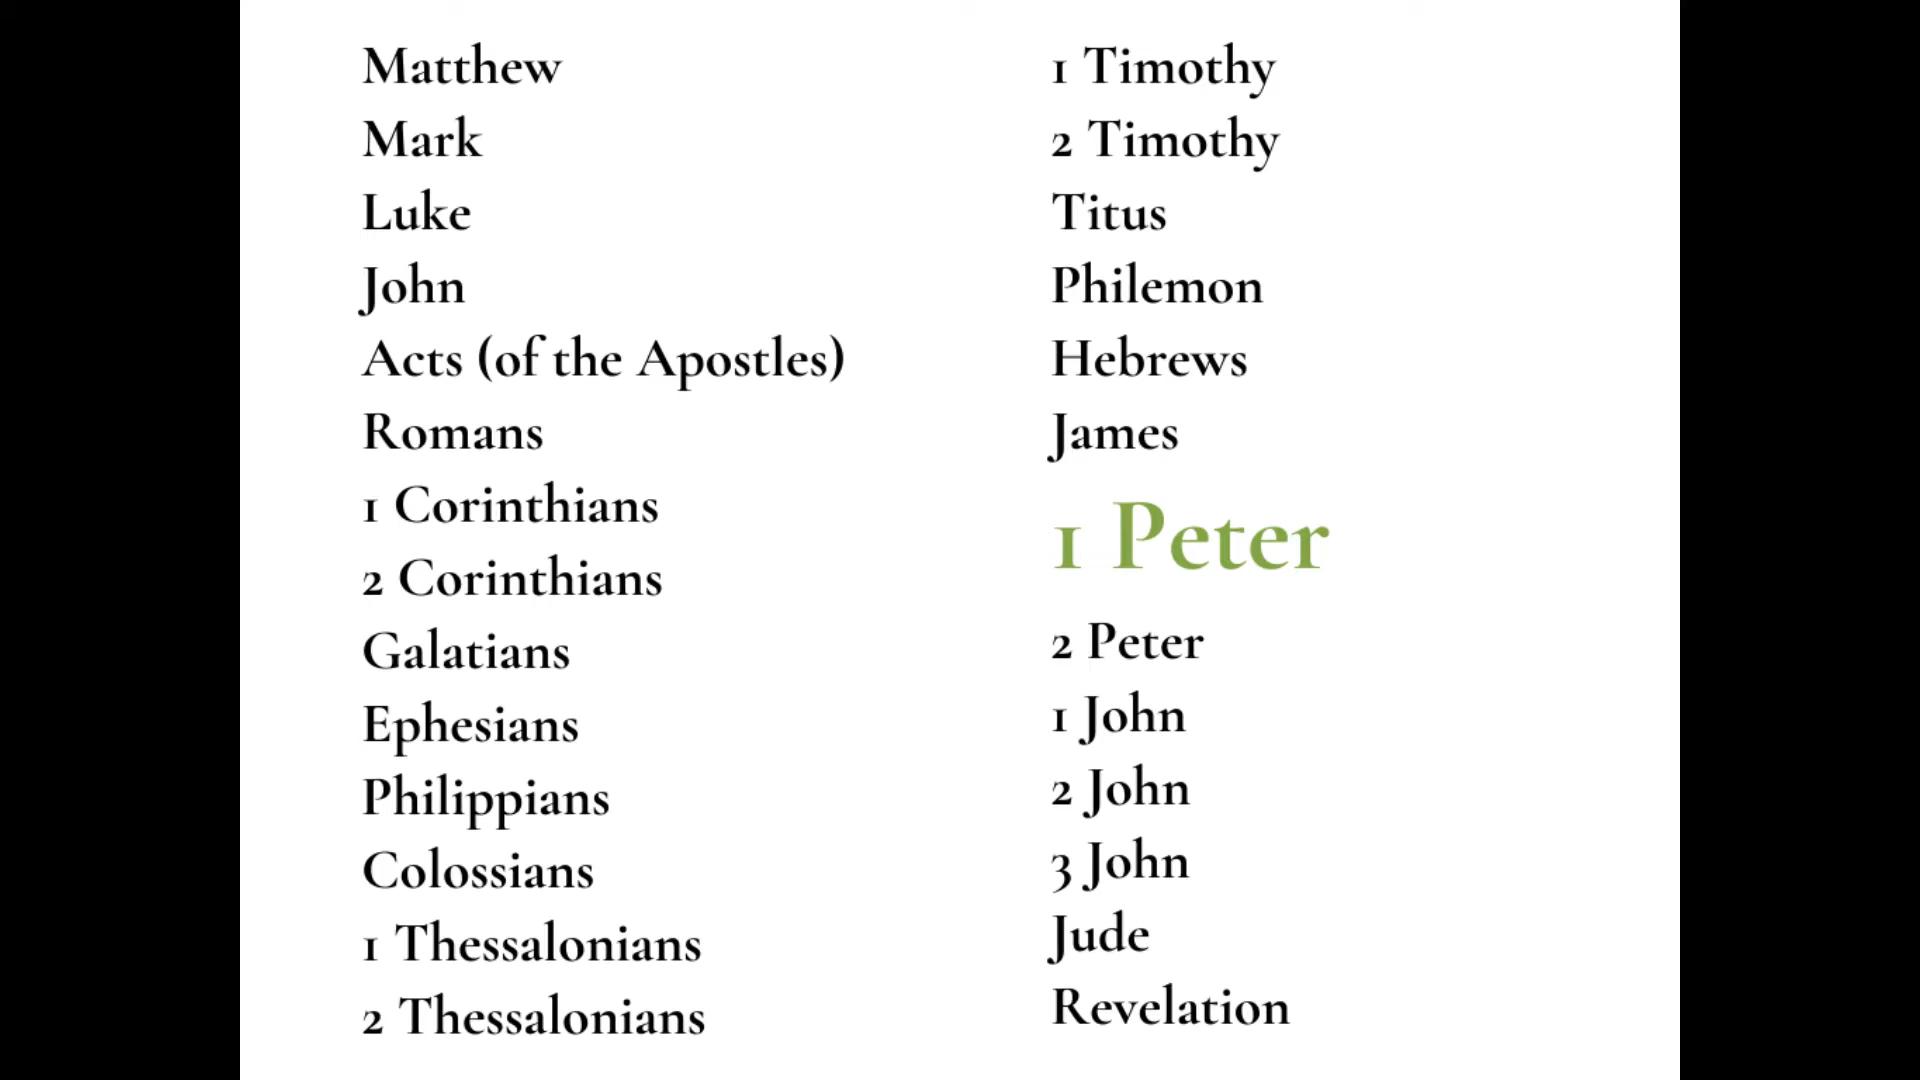 Matthew
Mark
Luke
John
Acts (of the Apostles)
Romans
1 Corinthians
2 Corinthians
Galatians
Ephesians
Philippians
Colossians
1 Thessalonians
2 Thessalonians
1 Timothy
2 Timothy
Titus
Philemon
Hebrews
James
1 Peter
2 Peter
1 John
2 John
3 John
Jude
Revelation